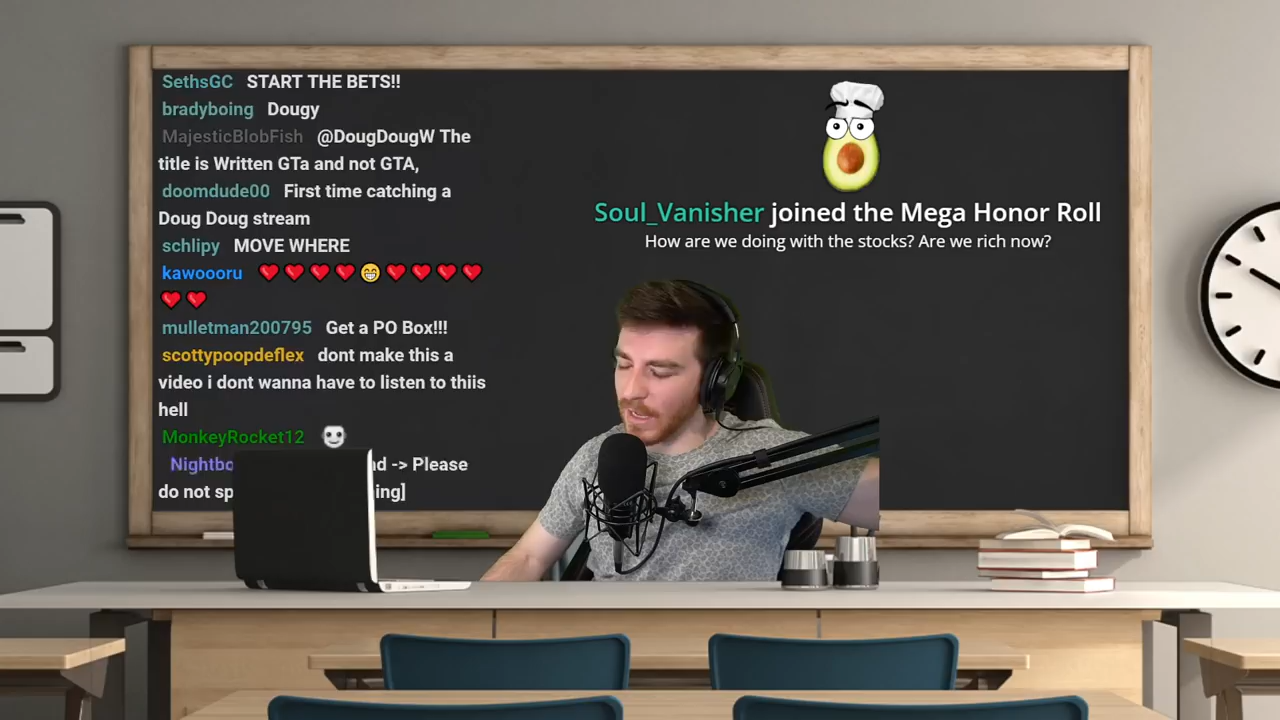 SethsGC START THE BETS!!
bradyboing Dougy
MajesticBlobFish @DougDougW The
title is Written GTa and not GTA,
doomdude00 First time catching a
Doug Doug stream
schlipy MOVE WHERE
kawoooru ❤❤❤❤😁❤❤❤❤
❤❤
mulletman200795 Get a PO Box!!!
scottypoopdeflex dont make this a
video i dont wanna have to listen to thiis
hell
MonkeyRocket12
-> Please
do not
Soul_Vanisher joined the Mega Honor Roll
How are we doing with the stocks? Are we rich now?